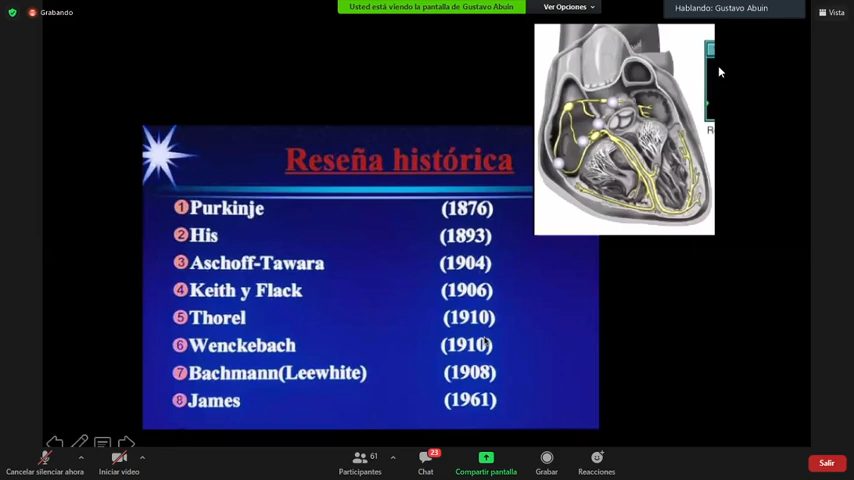 Grabando
Usted está viendo la pantalla de Gustavo Abuin
Ver Opciones
Hablando: Gustavo Abuin
Vista
Reseña histórica
1 Purkinje (1876)
2 His (1893)
3 Aschoff-Tawara (1904)
4 Keith y Flack (1906)
5 Thorel (1910)
6 Wenckebach (1910)
7 Bachmann(Leewhite) (1908)
8 James (1961)
R
Cancelar silenciar ahora
Iniciar video
61
Participantes
23
Chat
Compartir pantalla
Grabar
Reacciones
Salir